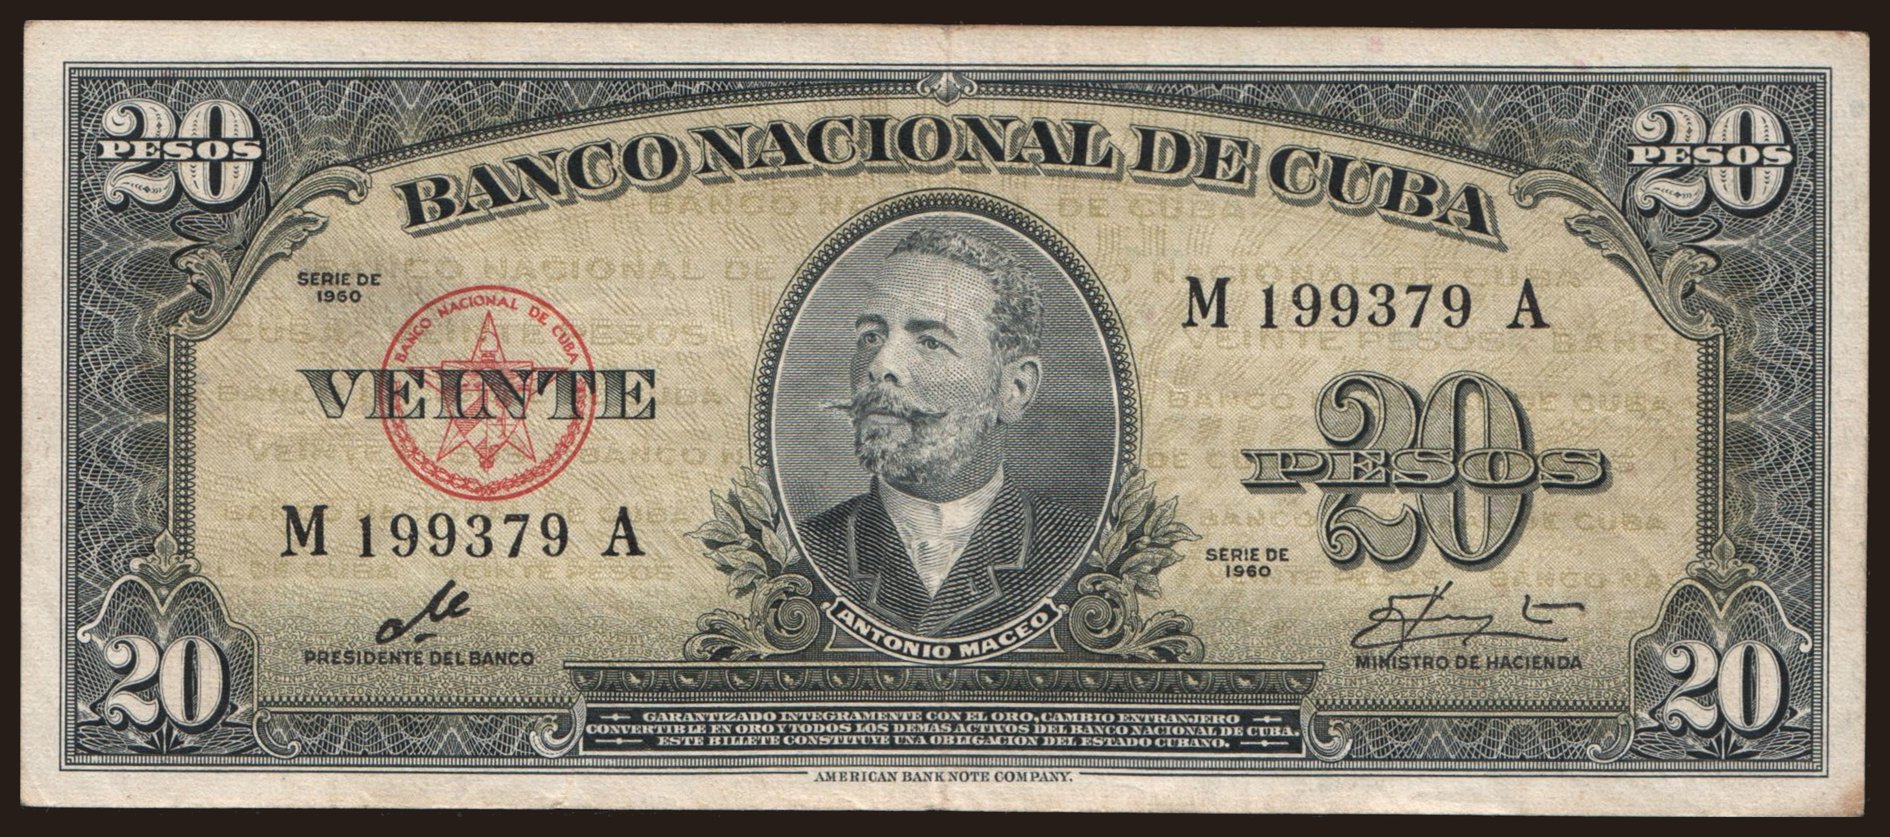 20 PESOS
20 PESOS
BANCO NACIONAL DE CUBA
SERIE DE
1960
BANCO NACIONAL DE CUBA
M 199379 A
VEINTE
20
PESOS
M 199379 A
SERIE DE
1960
ANTONIO MACEO
Che
PRESIDENTE DEL BANCO
MINISTRO DE HACIENDA
20
20
GARANTIZADO INTEGRAMENTE CON EL ORO, CAMBIO EXTRANJERO
CONVERTIBLE EN ORO Y TODOS LOS DEMAS ACTIVOS DEL BANCO NACIONAL DE CUBA.
ESTE BILLETE CONSTITUYE UNA OBLIGACION DEL ESTADO CUBANO.
AMERICAN BANK NOTE COMPANY.